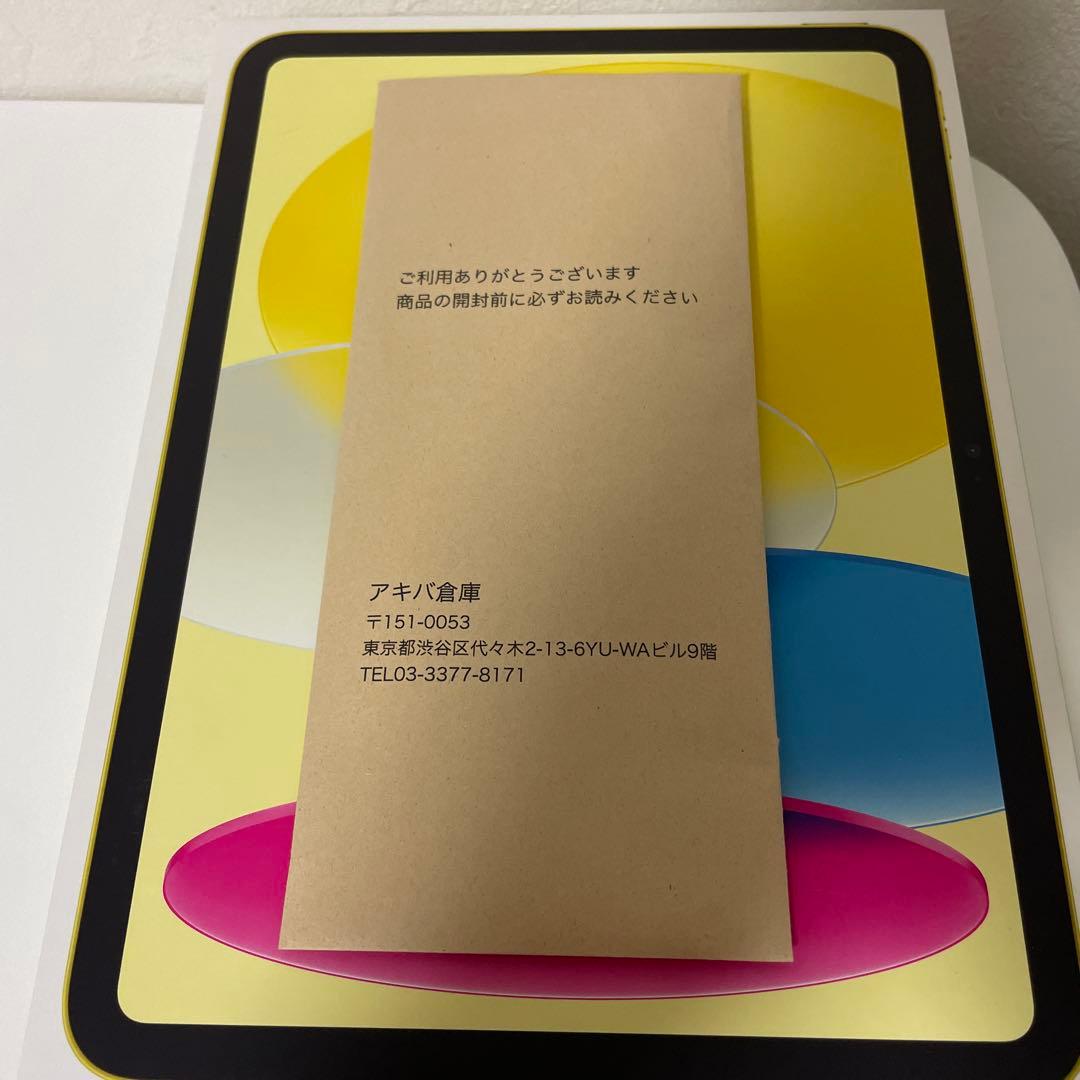 ご利用ありがとうございます
商品の開封前に必ずお読みください
アキバ倉庫
〒151-0053
東京都渋谷区代々木2-13-6YU-WAビル9階
TEL03-3377-8171